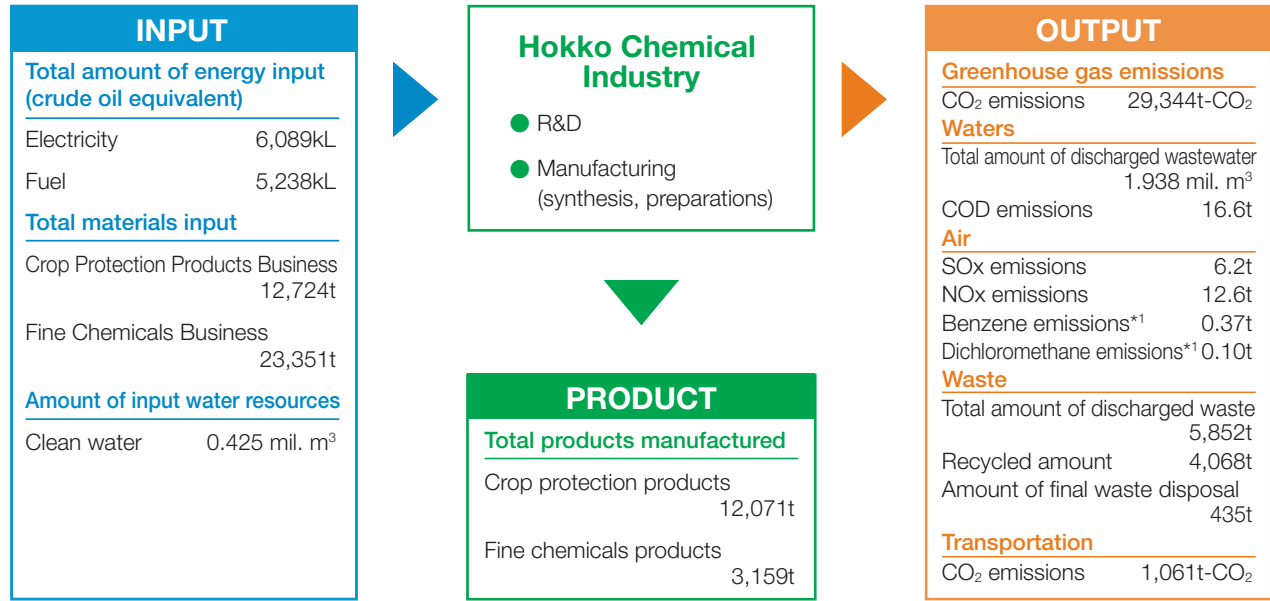 INPUT
Total amount of energy input
(crude oil equivalent)
Electricity 6,089kL
Fuel 5,238kL
Total materials input
Crop Protection Products Business
12,724t
Fine Chemicals Business
23,351t
Amount of input water resources
Clean water 0.425 mil. m³
Hokko Chemical
Industry
● R&D
● Manufacturing
(synthesis, preparations)
PRODUCT
Total products manufactured
Crop protection products
12,071t
Fine chemicals products
3,159t
OUTPUT
Greenhouse gas emissions
CO₂ emissions 29,344t-CO₂
Waters
Total amount of discharged wastewater
1.938 mil. m³
COD emissions 16.6t
Air
SOx emissions 6.2t
NOx emissions 12.6t
Benzene emissions*¹ 0.37t
Dichloromethane emissions*¹ 0.10t
Waste
Total amount of discharged waste
5,852t
Recycled amount 4,068t
Amount of final waste disposal
435t
Transportation
CO₂ emissions 1,061t-CO₂